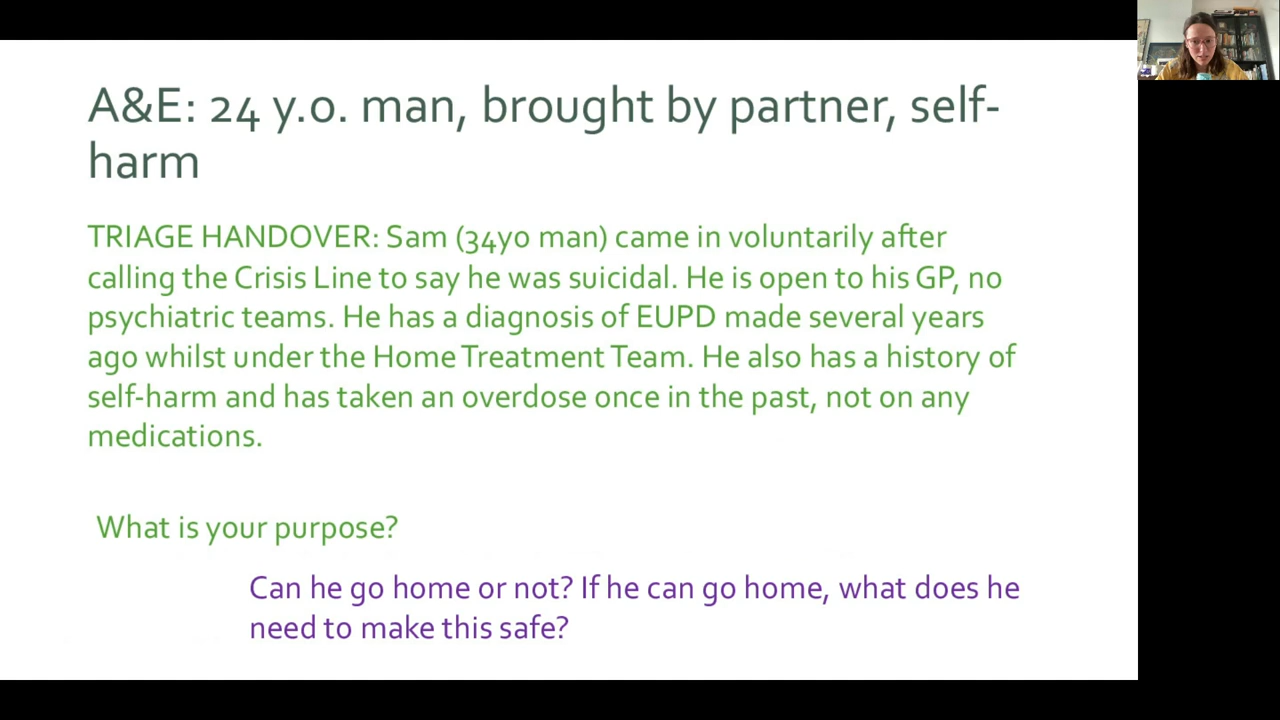 A&E: 24 y.o. man, brought by partner, self-
harm
TRIAGE HANDOVER: Sam (34yo man) came in voluntarily after
calling the Crisis Line to say he was suicidal. He is open to his GP, no
psychiatric teams. He has a diagnosis of EUPD made several years
ago whilst under the Home Treatment Team. He also has a history of
self-harm and has taken an overdose once in the past, not on any
medications.
What is your purpose?
Can he go home or not? If he can go home, what does he
need to make this safe?